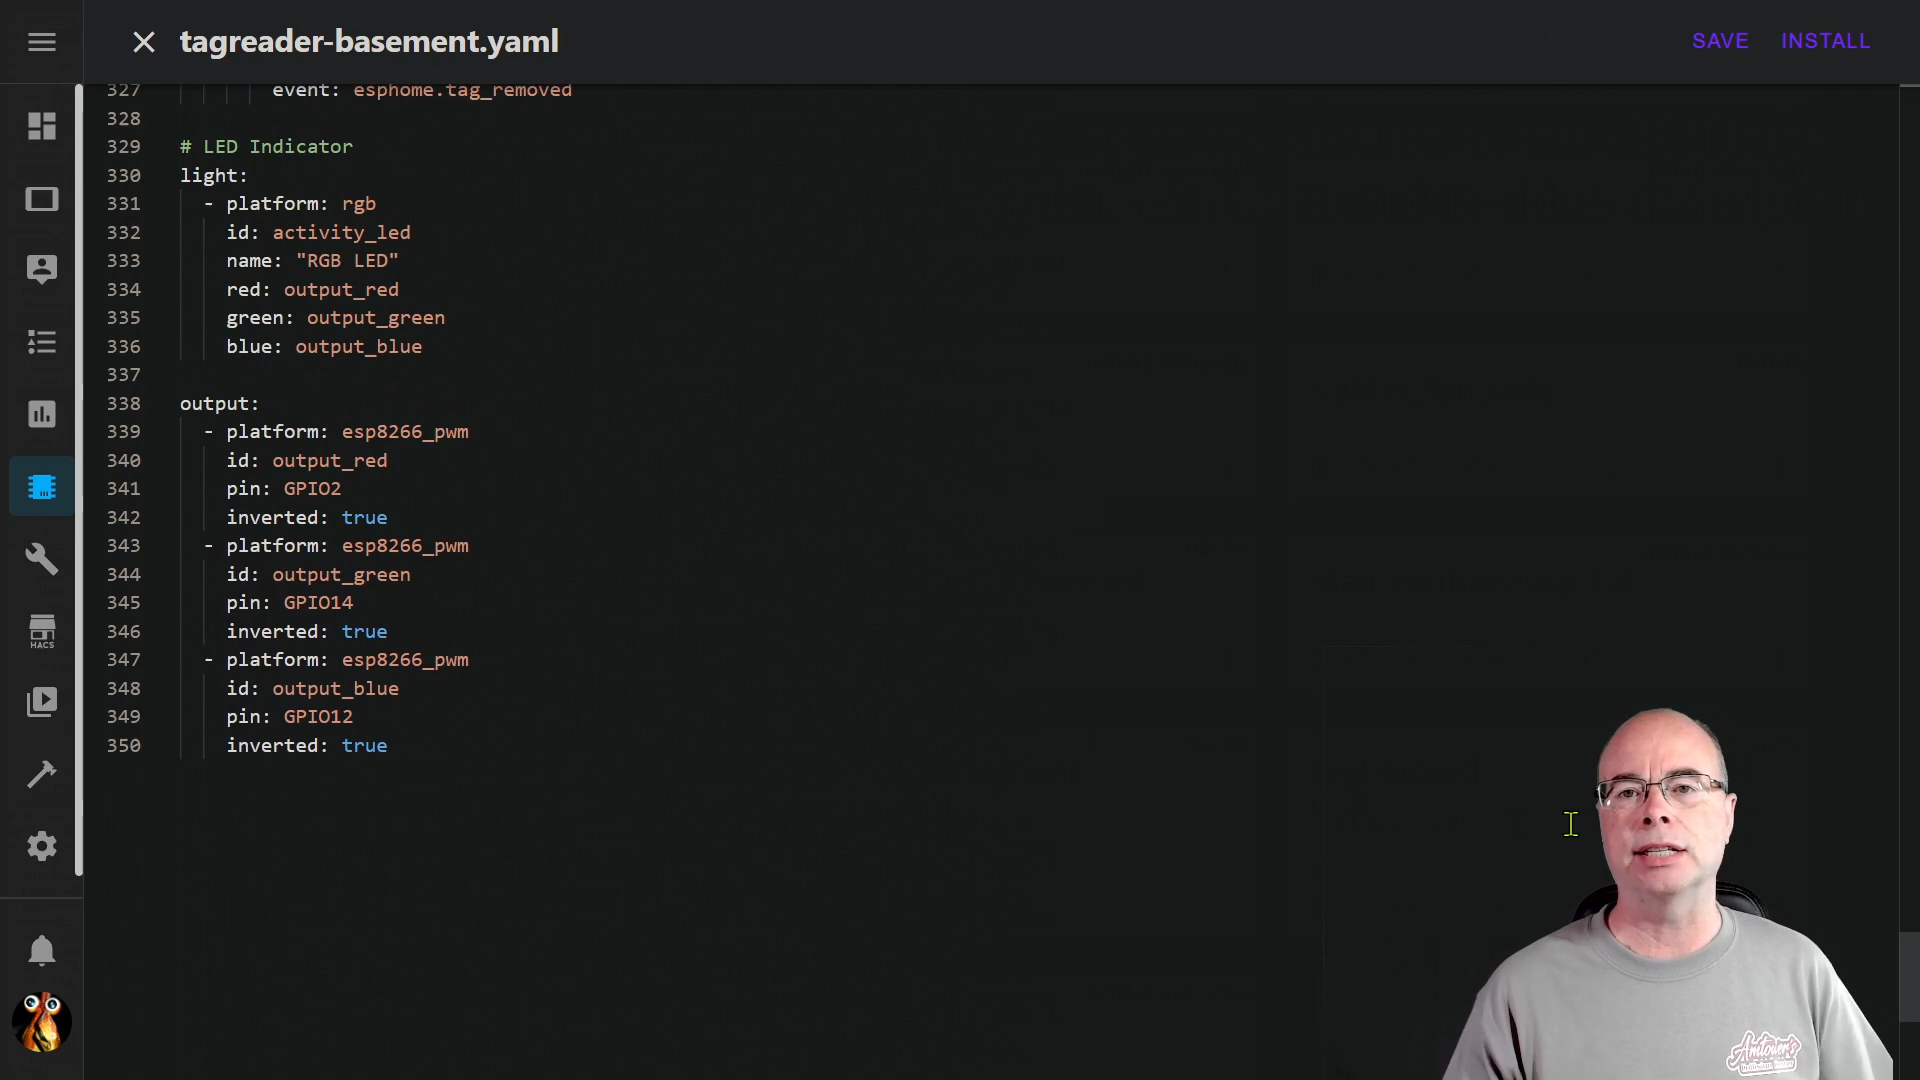 tagreader-basement.yaml
SAVE
INSTALL
327 event: esphome.tag_removed
328
329 # LED Indicator
330 light:
331 - platform: rgb
332 id: activity_led
333 name: "RGB LED"
334 red: output_red
335 green: output_green
336 blue: output_blue
337
338 output:
339 - platform: esp8266_pwm
340 id: output_red
341 pin: GPIO2
342 inverted: true
343 - platform: esp8266_pwm
344 id: output_green
345 pin: GPIO14
346 inverted: true
347 - platform: esp8266_pwm
348 id: output_blue
349 pin: GPIO12
350 inverted: true
HACS
Amtower's